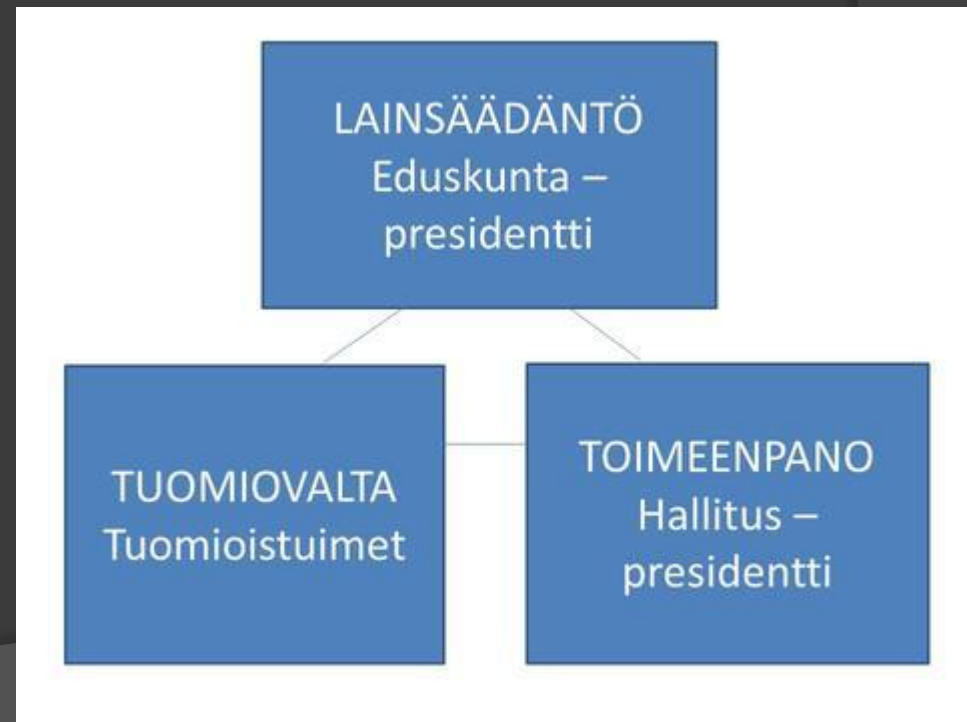 LAINSÄÄDÄNTÖ
Eduskunta –
presidentti
TUOMIOVALTA
Tuomioistuimet
TOIMEENPANO
Hallitus –
presidentti